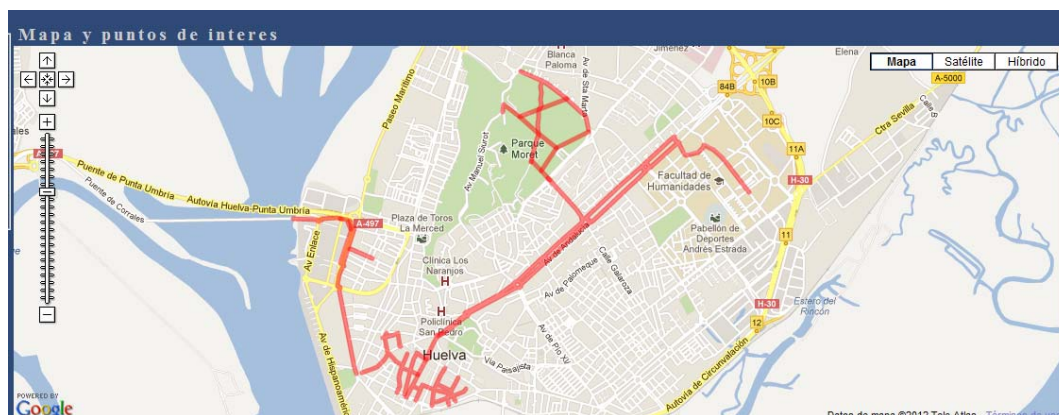 Mapa y puntos de interes
Mapa
Satélite
Híbrido
Blanca
Paloma
Jimenez
Elena
84B
10B
A-5000
Av de Sta Marta
Calle B
Ctra Sevilla
10C
Paseo Marítimo
Av Manuel Siurot
Parque
Moret
11A
Puente de Punta Umbría
Facultad de
Humanidades
H-30
Puente de Corrales
Autovía Huelva-Punta Umbría
Plaza de Toros
La Merced
A-497
Pabellón de
Deportes
Andrés Estrada
11
Av Enlace
Av de Andalucía
Clínica Los
Naranjos
H
Av de Palomeque
Calle Galaroza
H-30
Estero del
Rincón
H
Policlínica
San Pedro
12
Av de Hispanoamérica
Huelva
Av de Pío XII
Vía Paisajista
Autovía de Circunvalación
POWERED BY
Google
Datos de mapa ©2012 Tele Atlas